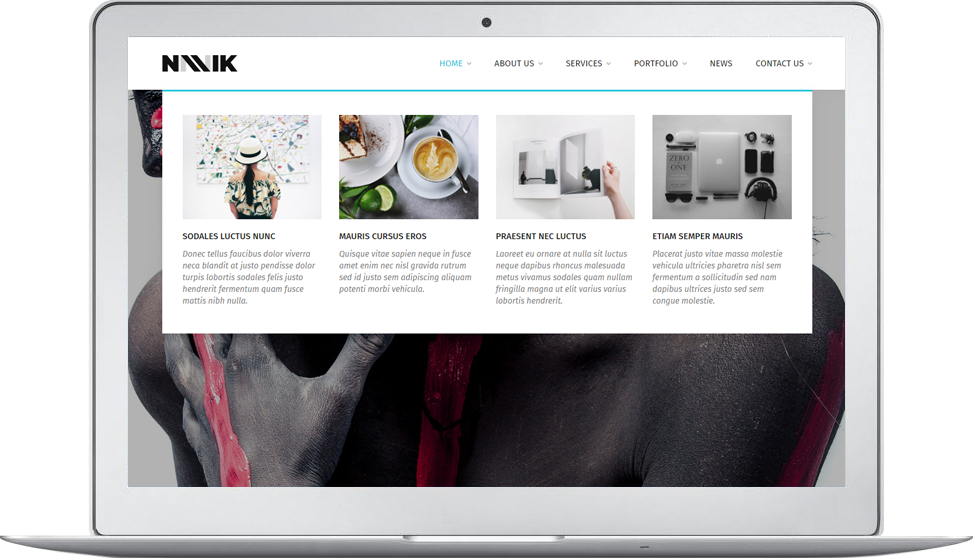 NWIK
HOME
ABOUT US
SERVICES
PORTFOLIO
NEWS
CONTACT US
ZERO
ONE
SODALES LUCTUS NUNC
Donec tellus faucibus dolor viverra
neca blandit at justo pendisse dolor
turpis lobortis sodales felis justo
hendrerit fermentum quam fusce
mattis nibh nulla.
MAURIS CURSUS EROS
Quisque vitae sapien neque in fusce
amet enim nec nisl gravida rutrum
sed id justo sem adipiscing aliquam
potenti morbi vehicula.
PRAESENT NEC LUCTUS
Laoreet eu ornare at nulla sit luctus
neque dapibus rhoncus malesuada
metus vivamus sodales quam nullam
fringilla magna ut elit varius varius
lobortis hendrerit.
ETIAM SEMPER MAURIS
Placerat justo vitae massa molestie
vehicula ultricies pharetra nisl sem
fermentum a sollicitudin sed nam
dapibus ultrices justo sed sem
congue molestie.